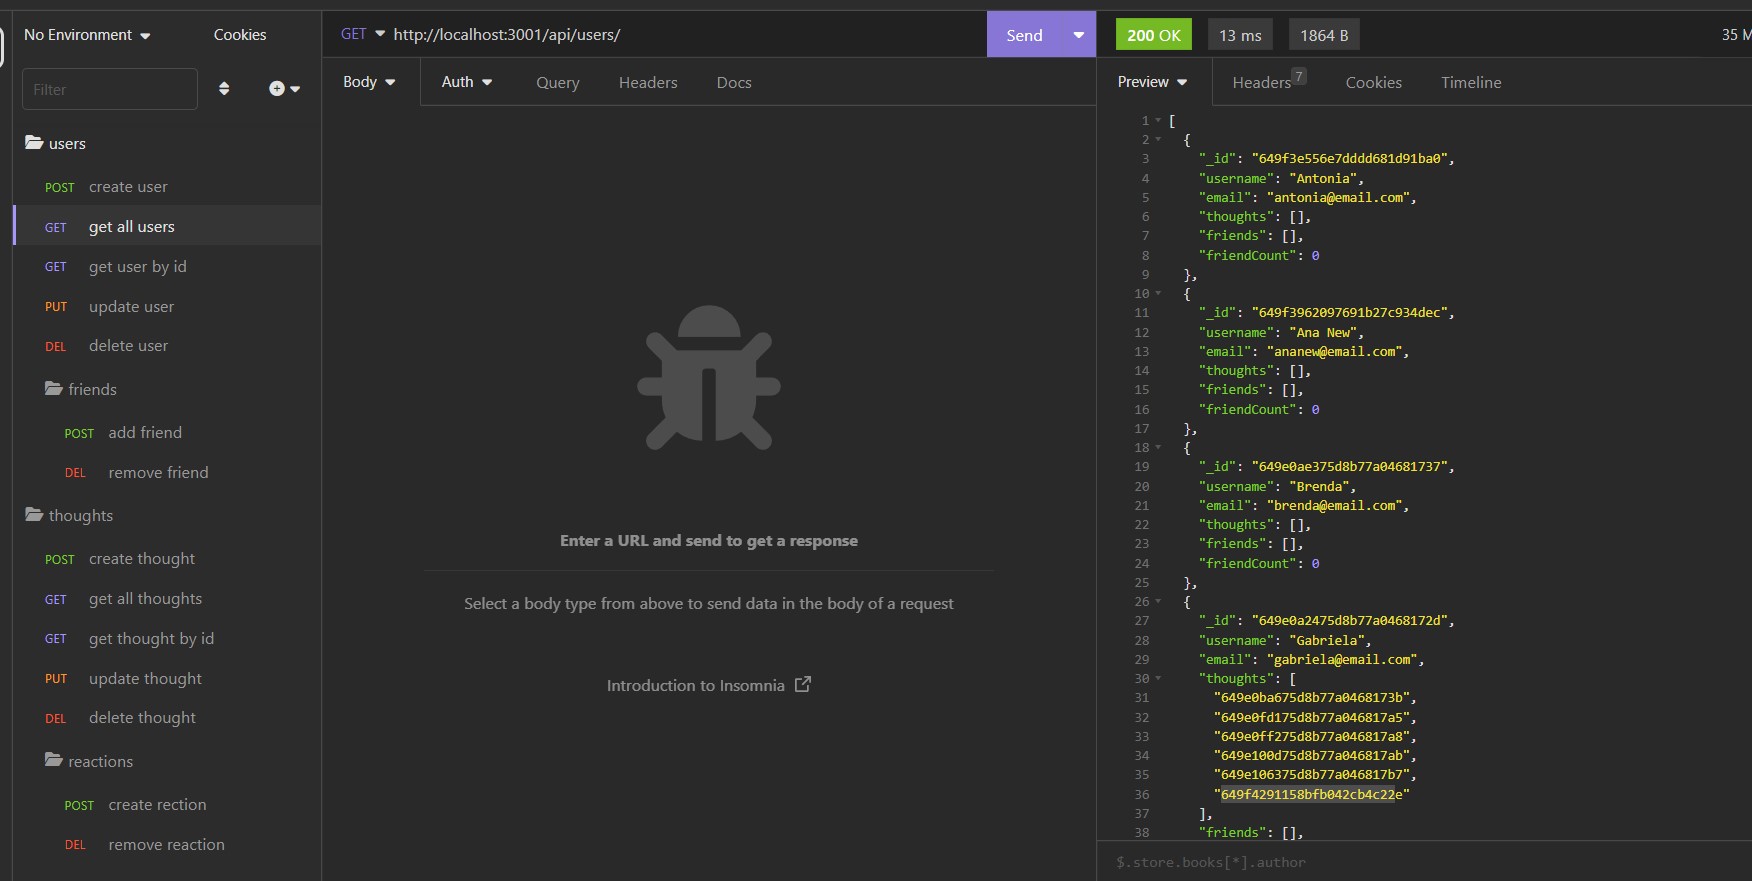 No Environment
Cookies
Filter
users
POST create user
GET get all users
GET get user by id
PUT update user
DEL delete user
friends
POST add friend
DEL remove friend
thoughts
POST create thought
GET get all thoughts
GET get thought by id
PUT update thought
DEL delete thought
reactions
POST create rection
DEL remove reaction
GET http://localhost:3001/api/users/
Send
Body
Auth
Query
Headers
Docs
Enter a URL and send to get a response
Select a body type from above to send data in the body of a request
Introduction to Insomnia
200 OK
13 ms
1864 B
35 M
Preview
Headers 7
Cookies
Timeline
1 [
2 {
3 "_id": "649f3e556e7dddd681d91ba0",
4 "username": "Antonia",
5 "email": "antonia@email.com",
6 "thoughts": [],
7 "friends": [],
8 "friendCount": 0
9 },
10 {
11 "_id": "649f3962097691b27c934dec",
12 "username": "Ana New",
13 "email": "ananew@email.com",
14 "thoughts": [],
15 "friends": [],
16 "friendCount": 0
17 },
18 {
19 "_id": "649e0ae375d8b77a04681737",
20 "username": "Brenda",
21 "email": "brenda@email.com",
22 "thoughts": [],
23 "friends": [],
24 "friendCount": 0
25 },
26 {
27 "_id": "649e0a2475d8b77a0468172d",
28 "username": "Gabriela",
29 "email": "gabriela@email.com",
30 "thoughts": [
31 "649e0ba675d8b77a0468173b",
32 "649e0fd175d8b77a046817a5",
33 "649e0ff275d8b77a046817a8",
34 "649e100d75d8b77a046817ab",
35 "649e106375d8b77a046817b7",
36 "649f4291158bfb042cb4c22e"
37 ],
38 "friends": [],
$.store.books[*].author